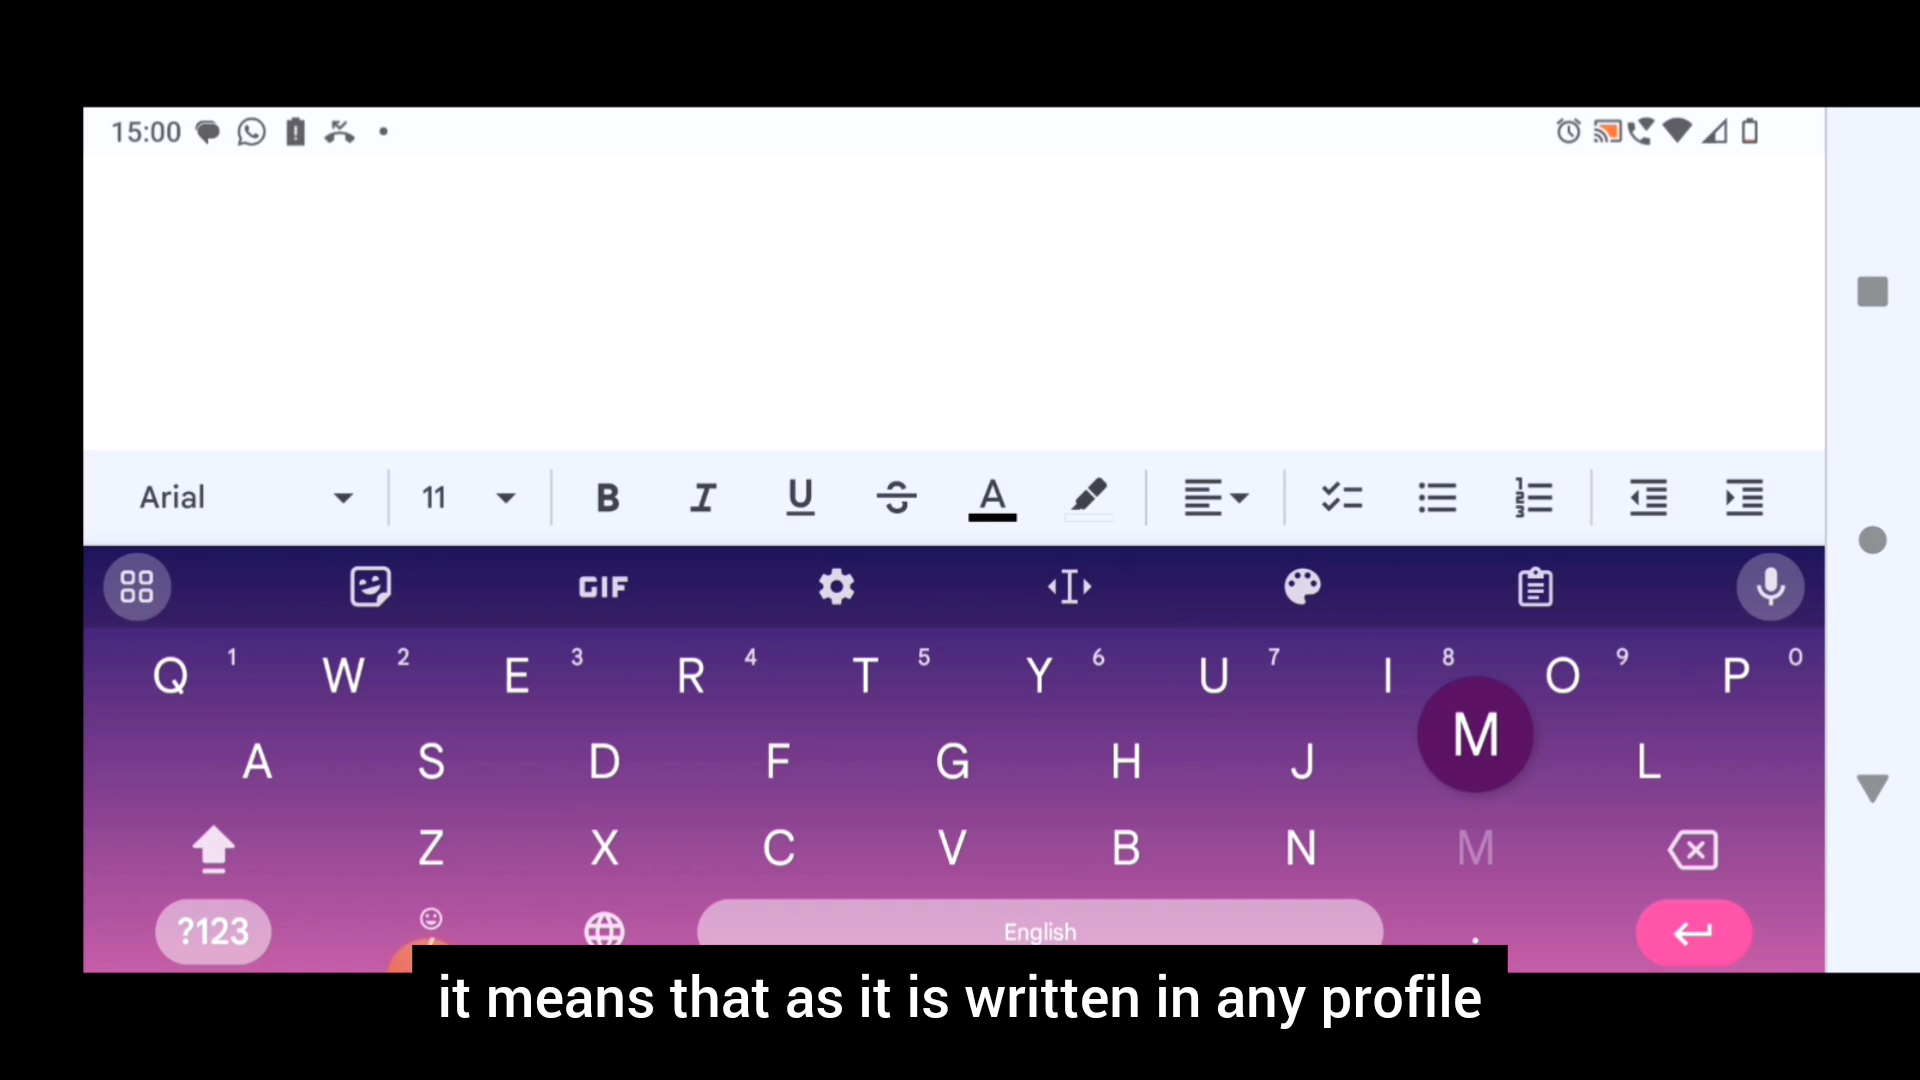 15:00
Arial 11 B I U S A
GIF
Q 1 W 2 E 3 R 4 T 5 Y 6 U 7 I 8 O 9 P 0
M
A S D F G H J L
Z X C V B N M
?123 English .
it means that as it is written in any profile